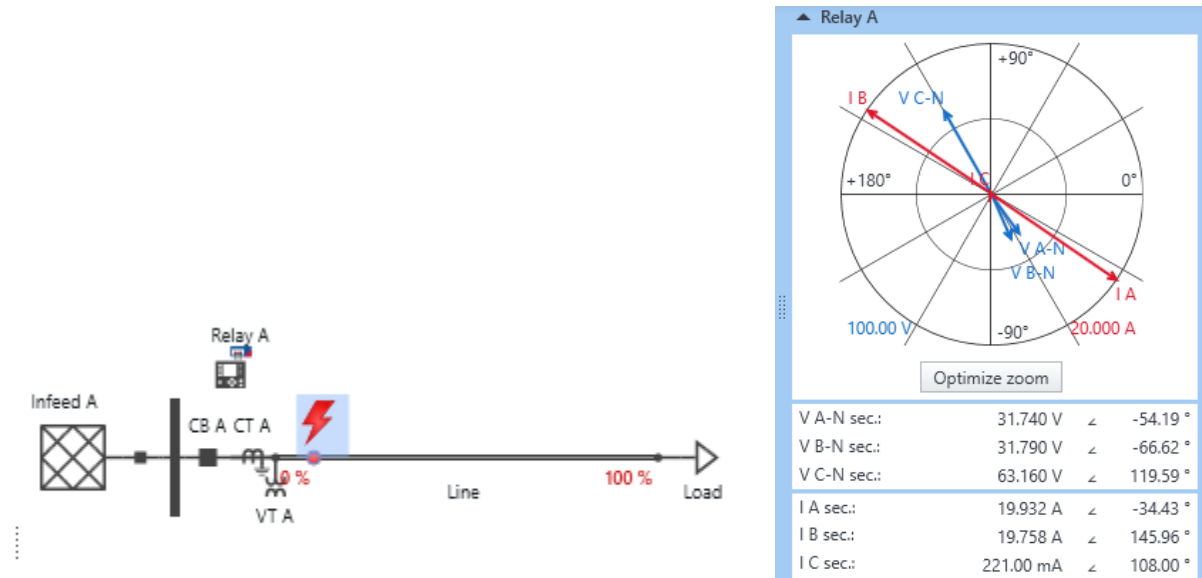 Relay A
Infeed A
CB A CT A
0 %
100 %
Line
Load
VT A
Relay A
+90°
I B
V C-N
I C
+180°
0°
V A-N
V B-N
I A
100.00 V
-90°
20.000 A
Optimize zoom
V A-N sec.: 31.740 V ∠ -54.19 °
V B-N sec.: 31.790 V ∠ -66.62 °
V C-N sec.: 63.160 V ∠ 119.59 °
I A sec.: 19.932 A ∠ -34.43 °
I B sec.: 19.758 A ∠ 145.96 °
I C sec.: 221.00 mA ∠ 108.00 °